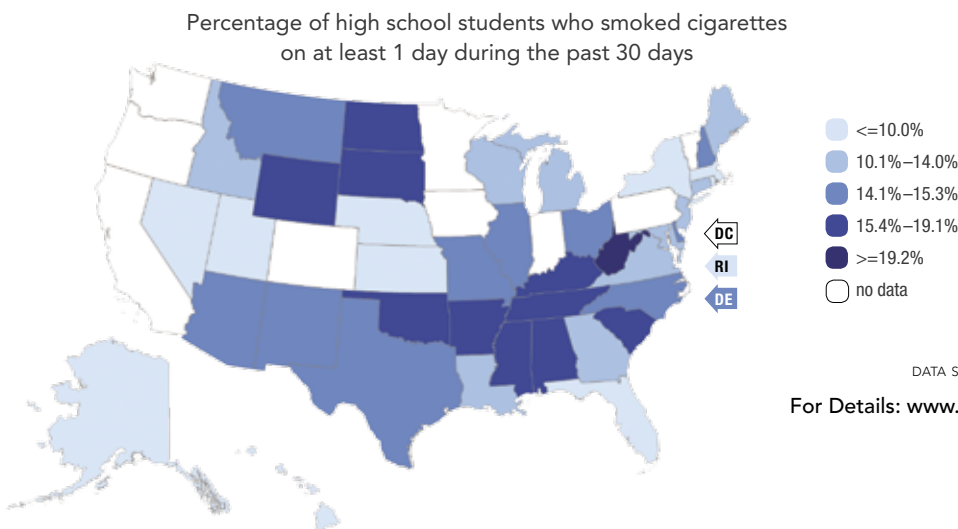 Percentage of high school students who smoked cigarettes
on at least 1 day during the past 30 days
<=10.0%
10.1%–14.0%
14.1%–15.3%
15.4%–19.1%
>=19.2%
no data
DC
RI
DE
DATA S
For Details: www.